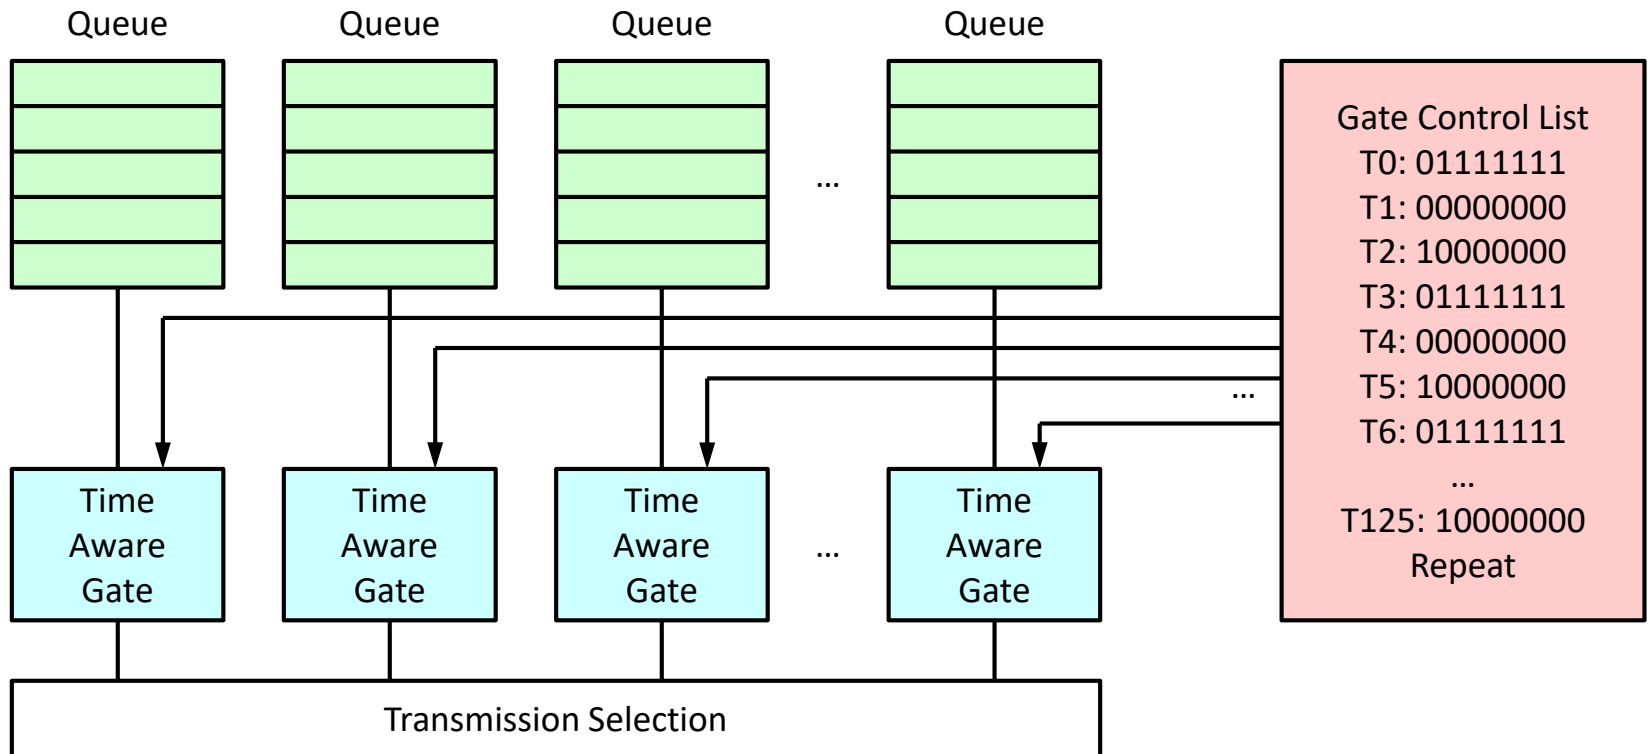 Queue Queue Queue Queue
Gate Control List
T0: 01111111
T1: 00000000
...
T2: 10000000
T3: 01111111
T4: 00000000
T5: 10000000
...
T6: 01111111
...
T125: 10000000
Repeat
Time Aware Gate
Time Aware Gate
Time Aware Gate
...
Time Aware Gate
Transmission Selection